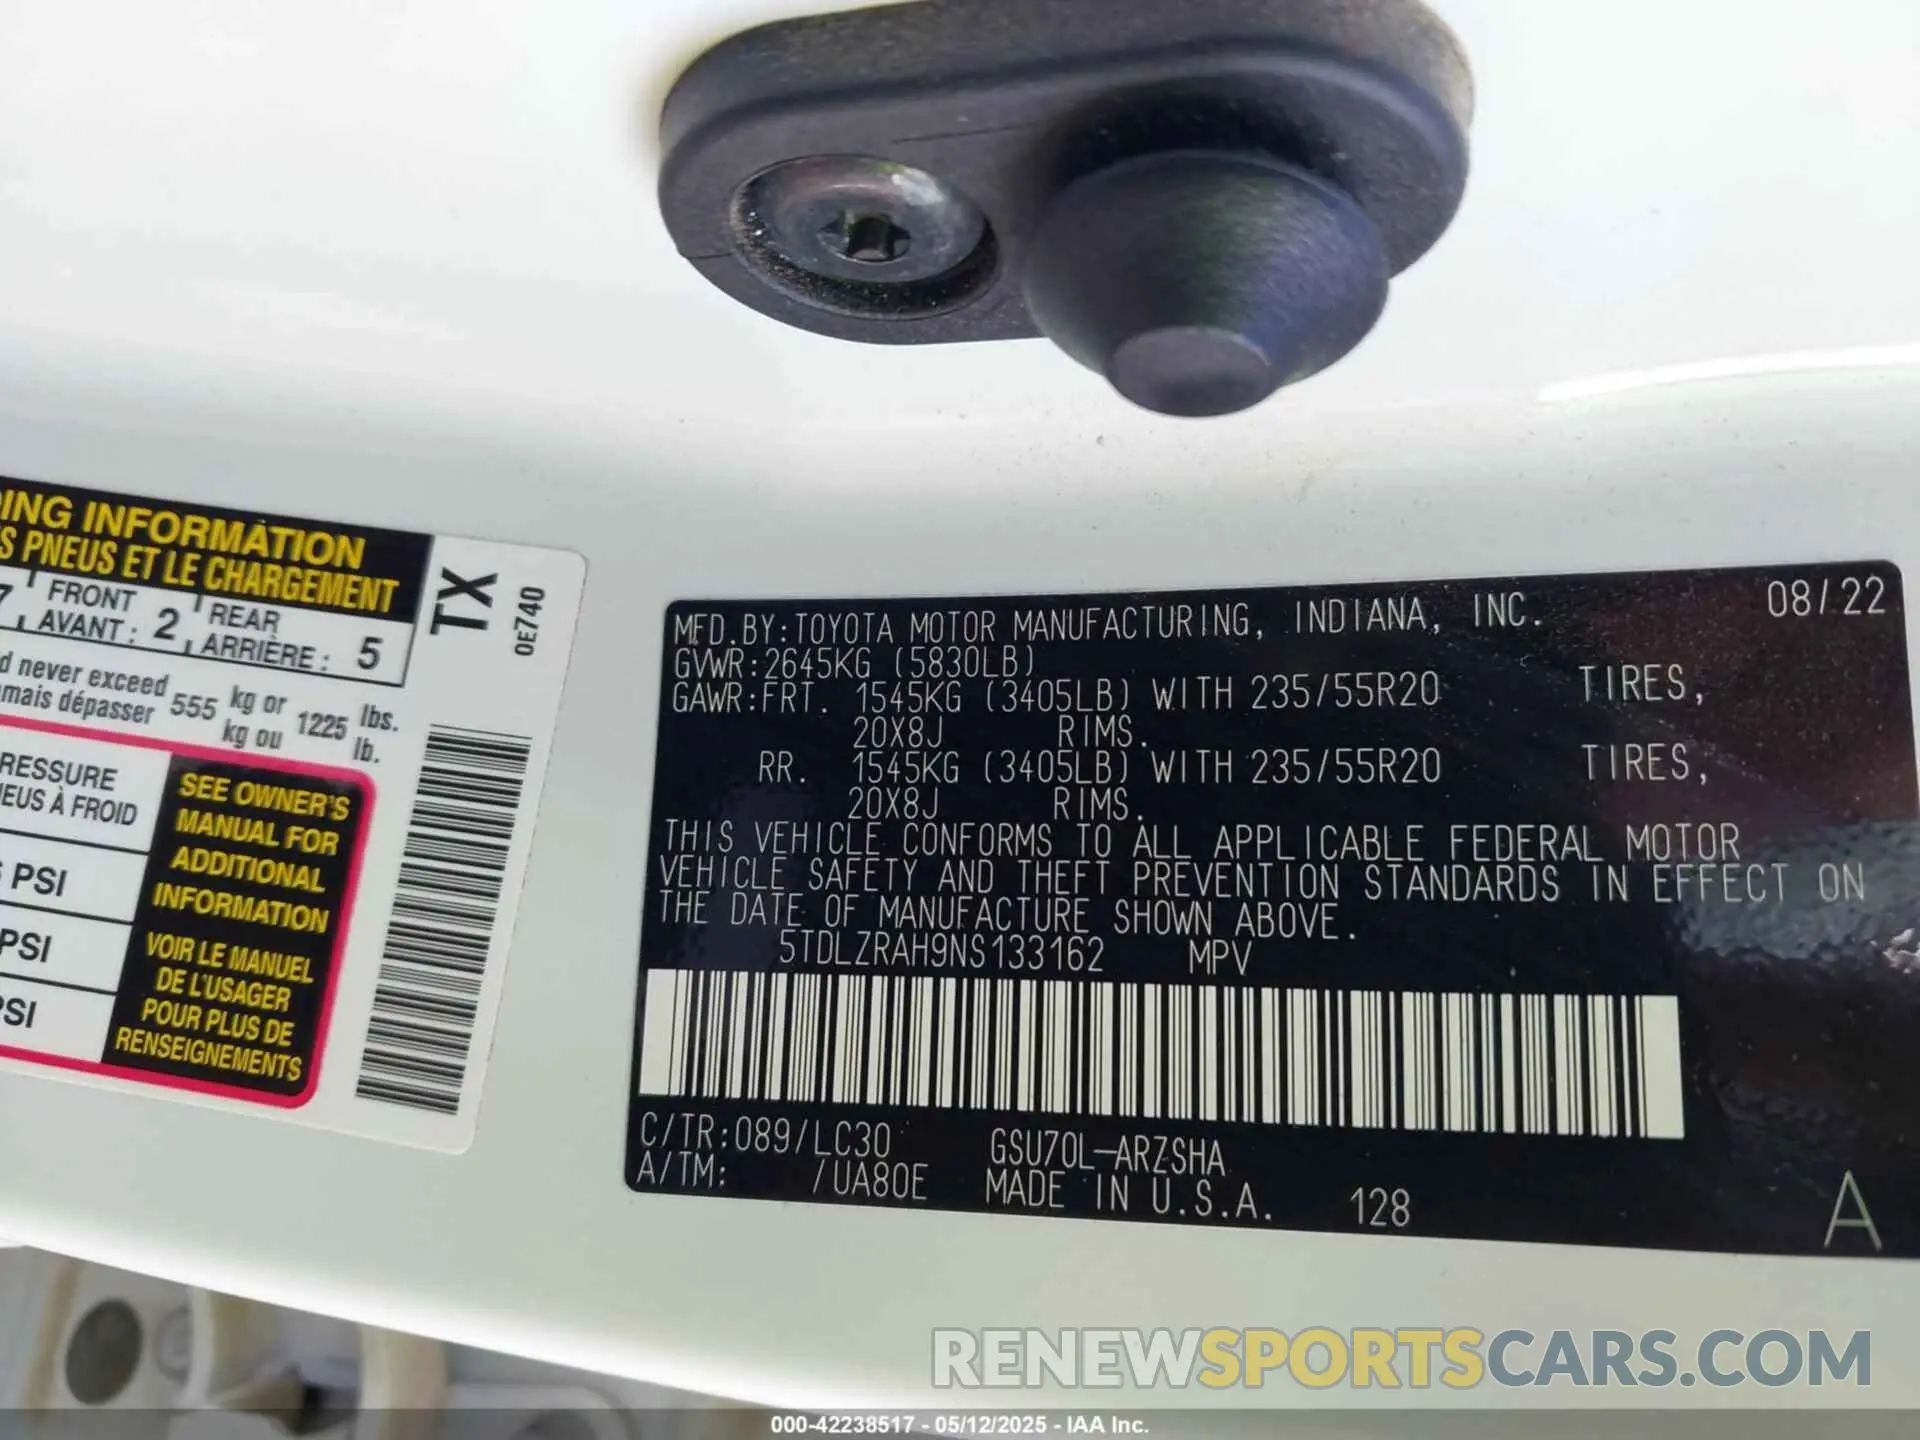 ING INFORMATION
S PNEUS ET LE CHARGEMENT
7 FRONT 2 REAR 5
AVANT : ARRIÈRE :
TX
0E740
d never exceed 555 kg or 1225 lbs.
mais dépasser kg ou lb.
RESSURE
EUS À FROID
PSI
PSI
PSI
SEE OWNER'S
MANUAL FOR
ADDITIONAL
INFORMATION
VOIR LE MANUEL
DE L'USAGER
POUR PLUS DE
RENSEIGNEMENTS
MFD.BY:TOYOTA MOTOR MANUFACTURING, INDIANA, INC. 08/22
GVWR:2645KG (5830LB)
GAWR:FRT. 1545KG (3405LB) WITH 235/55R20 TIRES,
20X8J RIMS.
RR. 1545KG (3405LB) WITH 235/55R20 TIRES,
20X8J RIMS.
THIS VEHICLE CONFORMS TO ALL APPLICABLE FEDERAL MOTOR
VEHICLE SAFETY AND THEFT PREVENTION STANDARDS IN EFFECT ON
THE DATE OF MANUFACTURE SHOWN ABOVE.
5TDLZRAH9NS133162 MPV
C/TR:089/LC30 GSU70L-ARZSHA
A/TM: /UA80E MADE IN U.S.A. 128 A
RENEWSPORTSCARS.COM
000-42238517 - 05/12/2025 - IAA Inc.